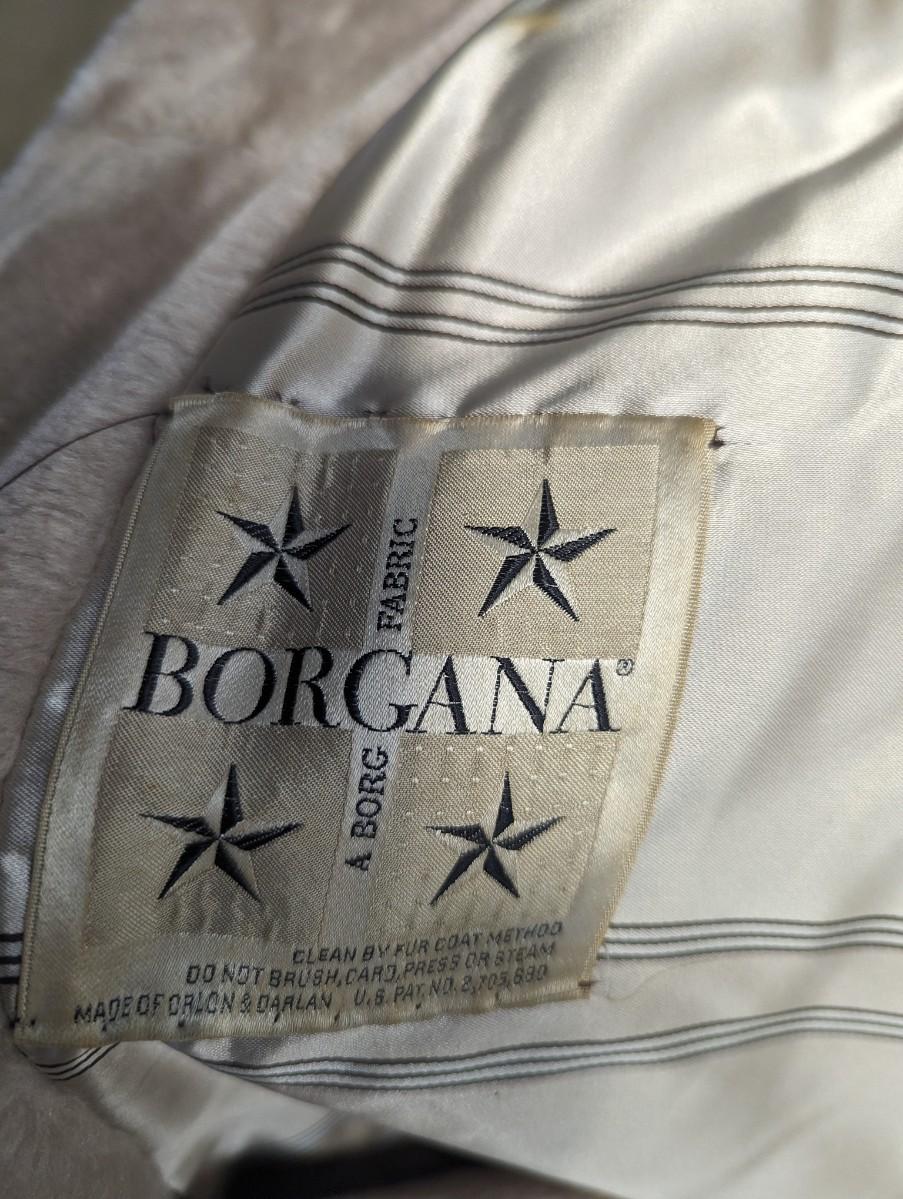 BORGANA®
A BORG FABRIC
CLEAN BY FUR COAT METHOD
DO NOT BRUSH, CARD, PRESS OR STEAM
MADE OF ORLON & DARLAN U.S. PAT. NO. 2,705,880